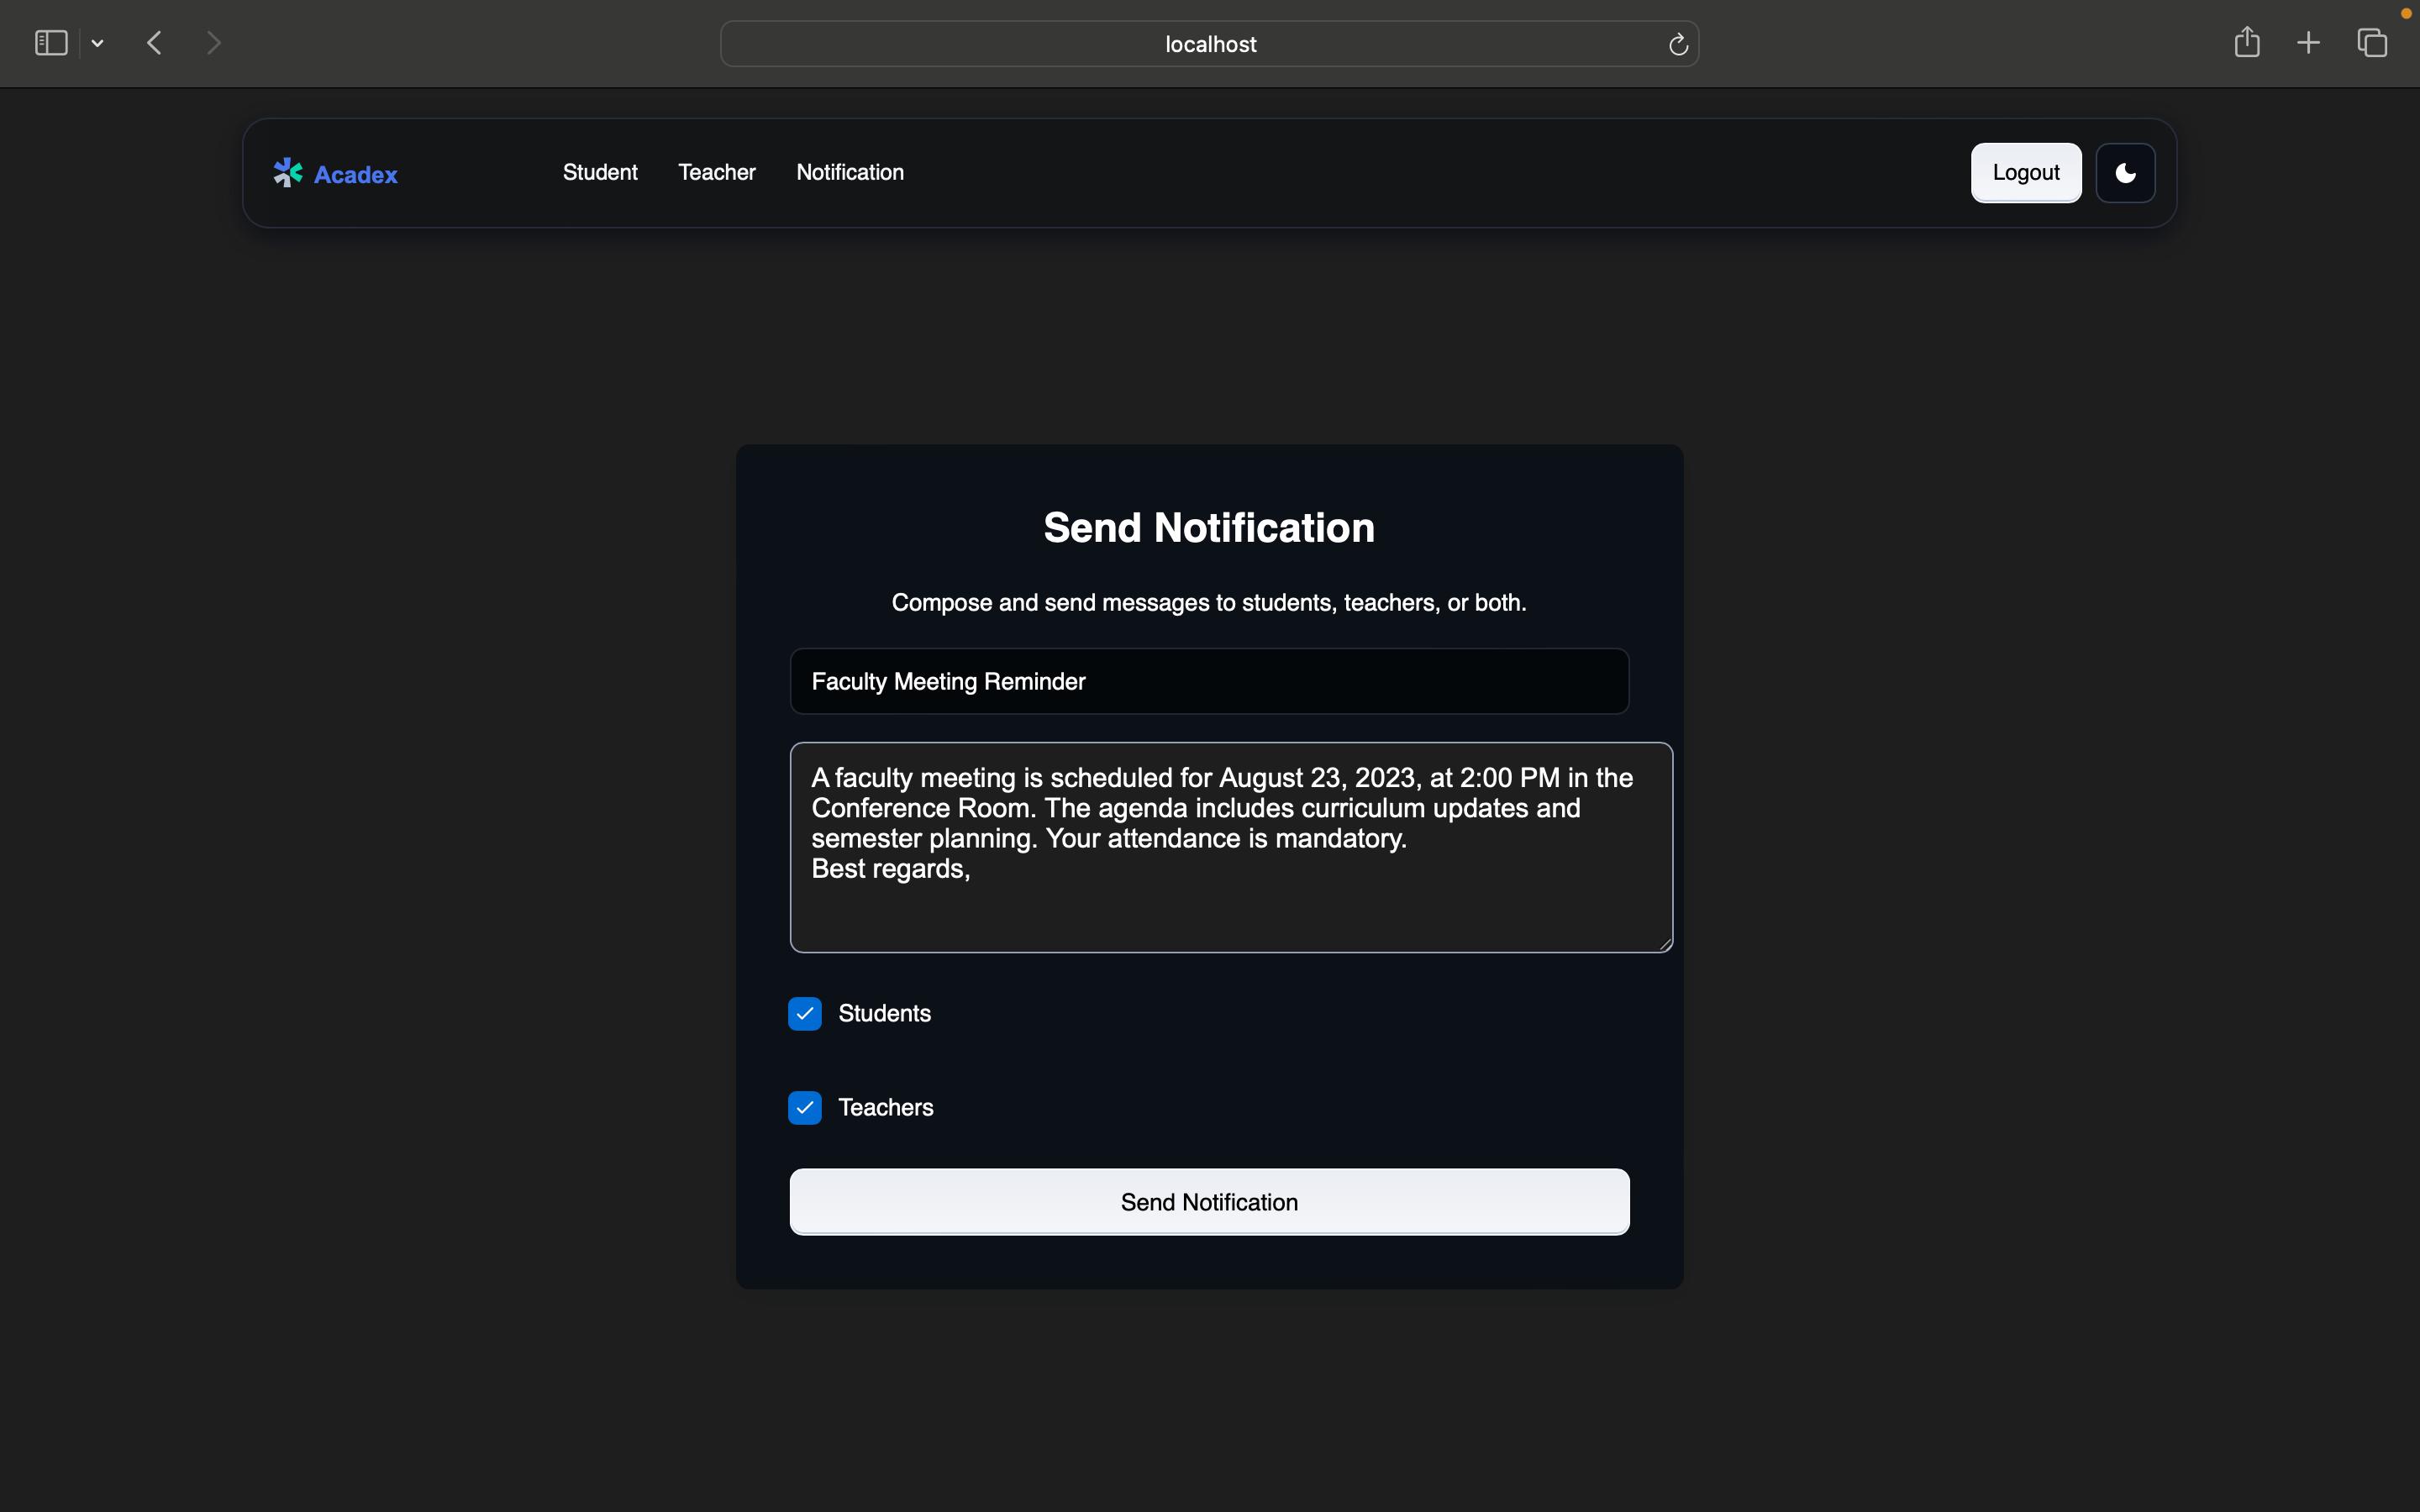 localhost
Acadex
Student
Teacher
Notification
Logout
Send Notification
Compose and send messages to students, teachers, or both.
Faculty Meeting Reminder
A faculty meeting is scheduled for August 23, 2023, at 2:00 PM in the
Conference Room. The agenda includes curriculum updates and
semester planning. Your attendance is mandatory.
Best regards,
Students
Teachers
Send Notification